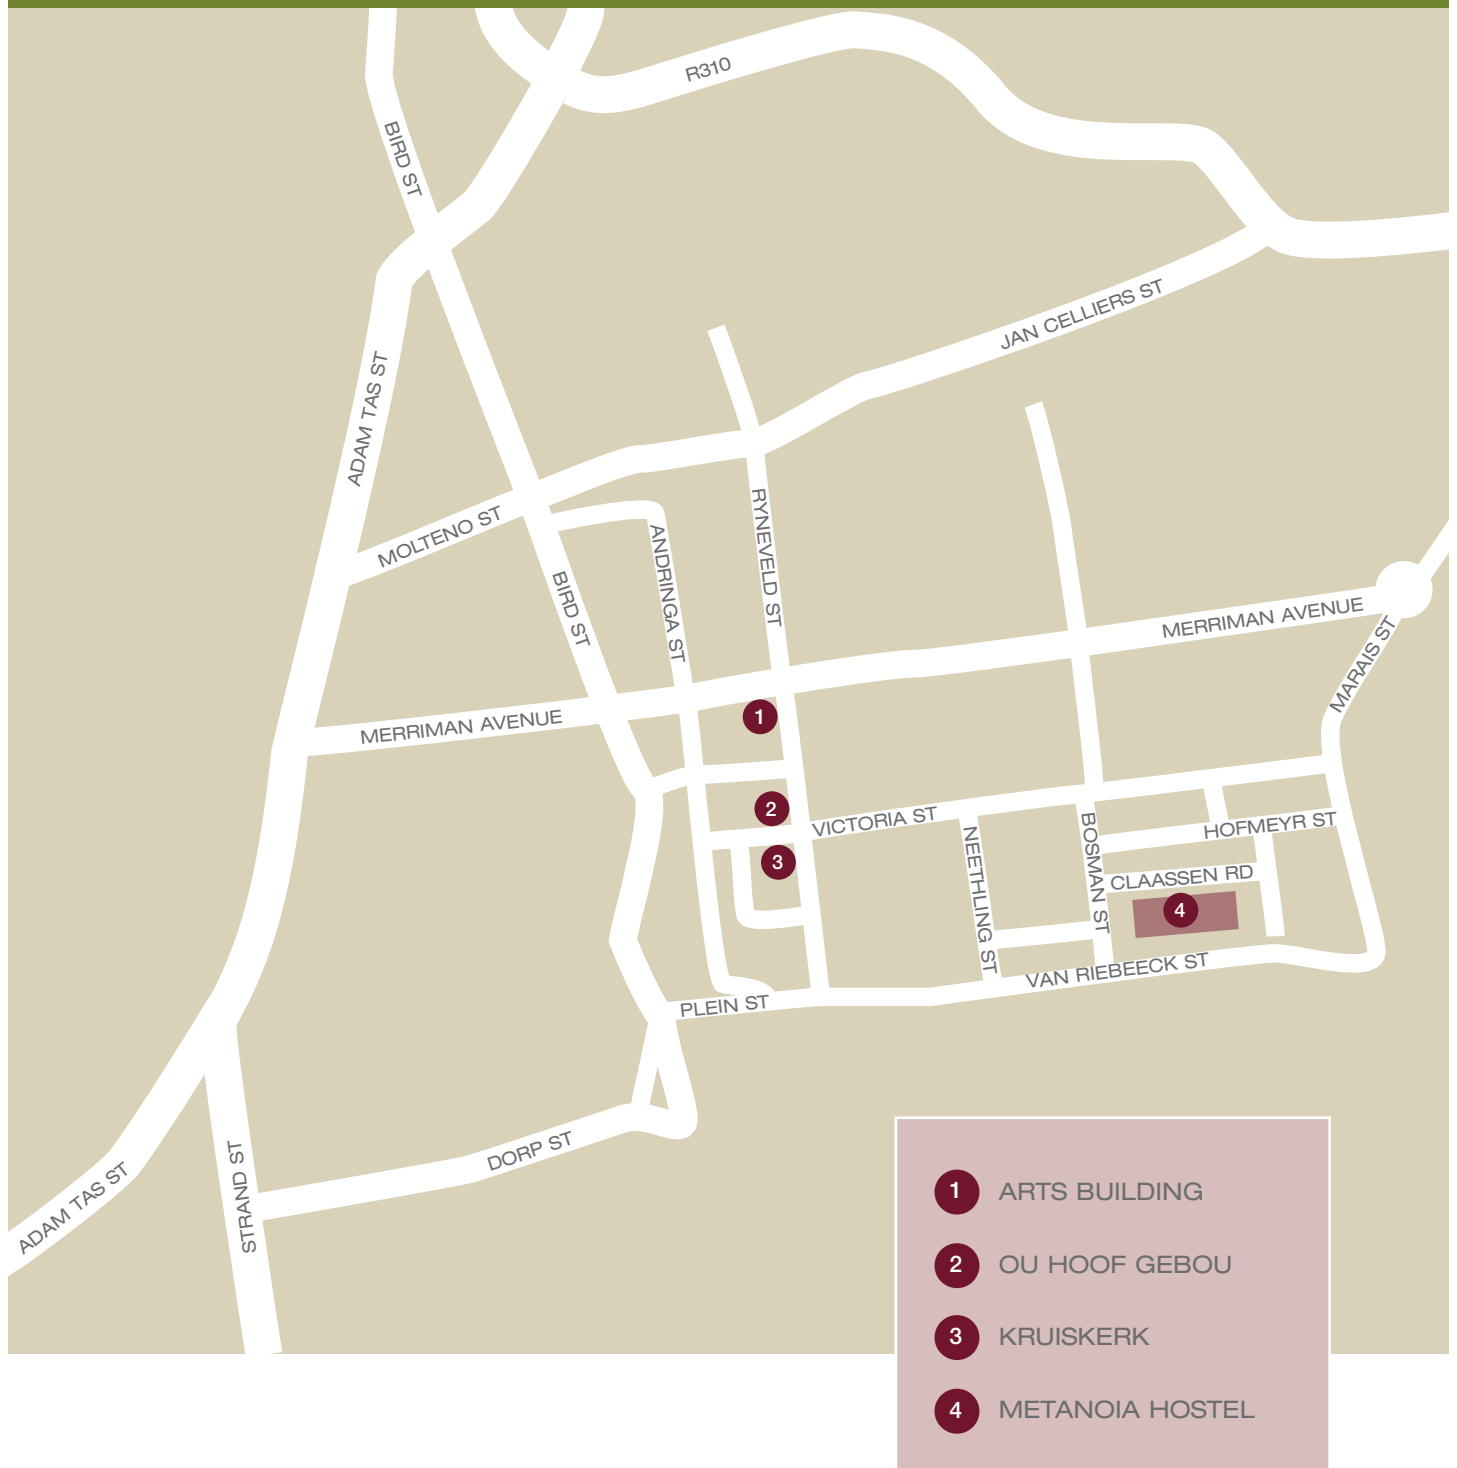 R310
BIRD ST
JAN CELLIERS ST
ADAM TAS ST
MOLTENO ST
RYNEVELD ST
ANDRINGA ST
BIRD ST
MERRIMAN AVENUE
MARAIS ST
MERRIMAN AVENUE
1
2
VICTORIA ST
HOFMEYR ST
3
NEETHLING ST
BOSMAN ST
CLAASSEN RD
4
VAN RIEBEECK ST
PLEIN ST
DORP ST
STRAND ST
ADAM TAS ST
1 ARTS BUILDING
2 OU HOOF GEBOU
3 KRUISKERK
4 METANOIA HOSTEL